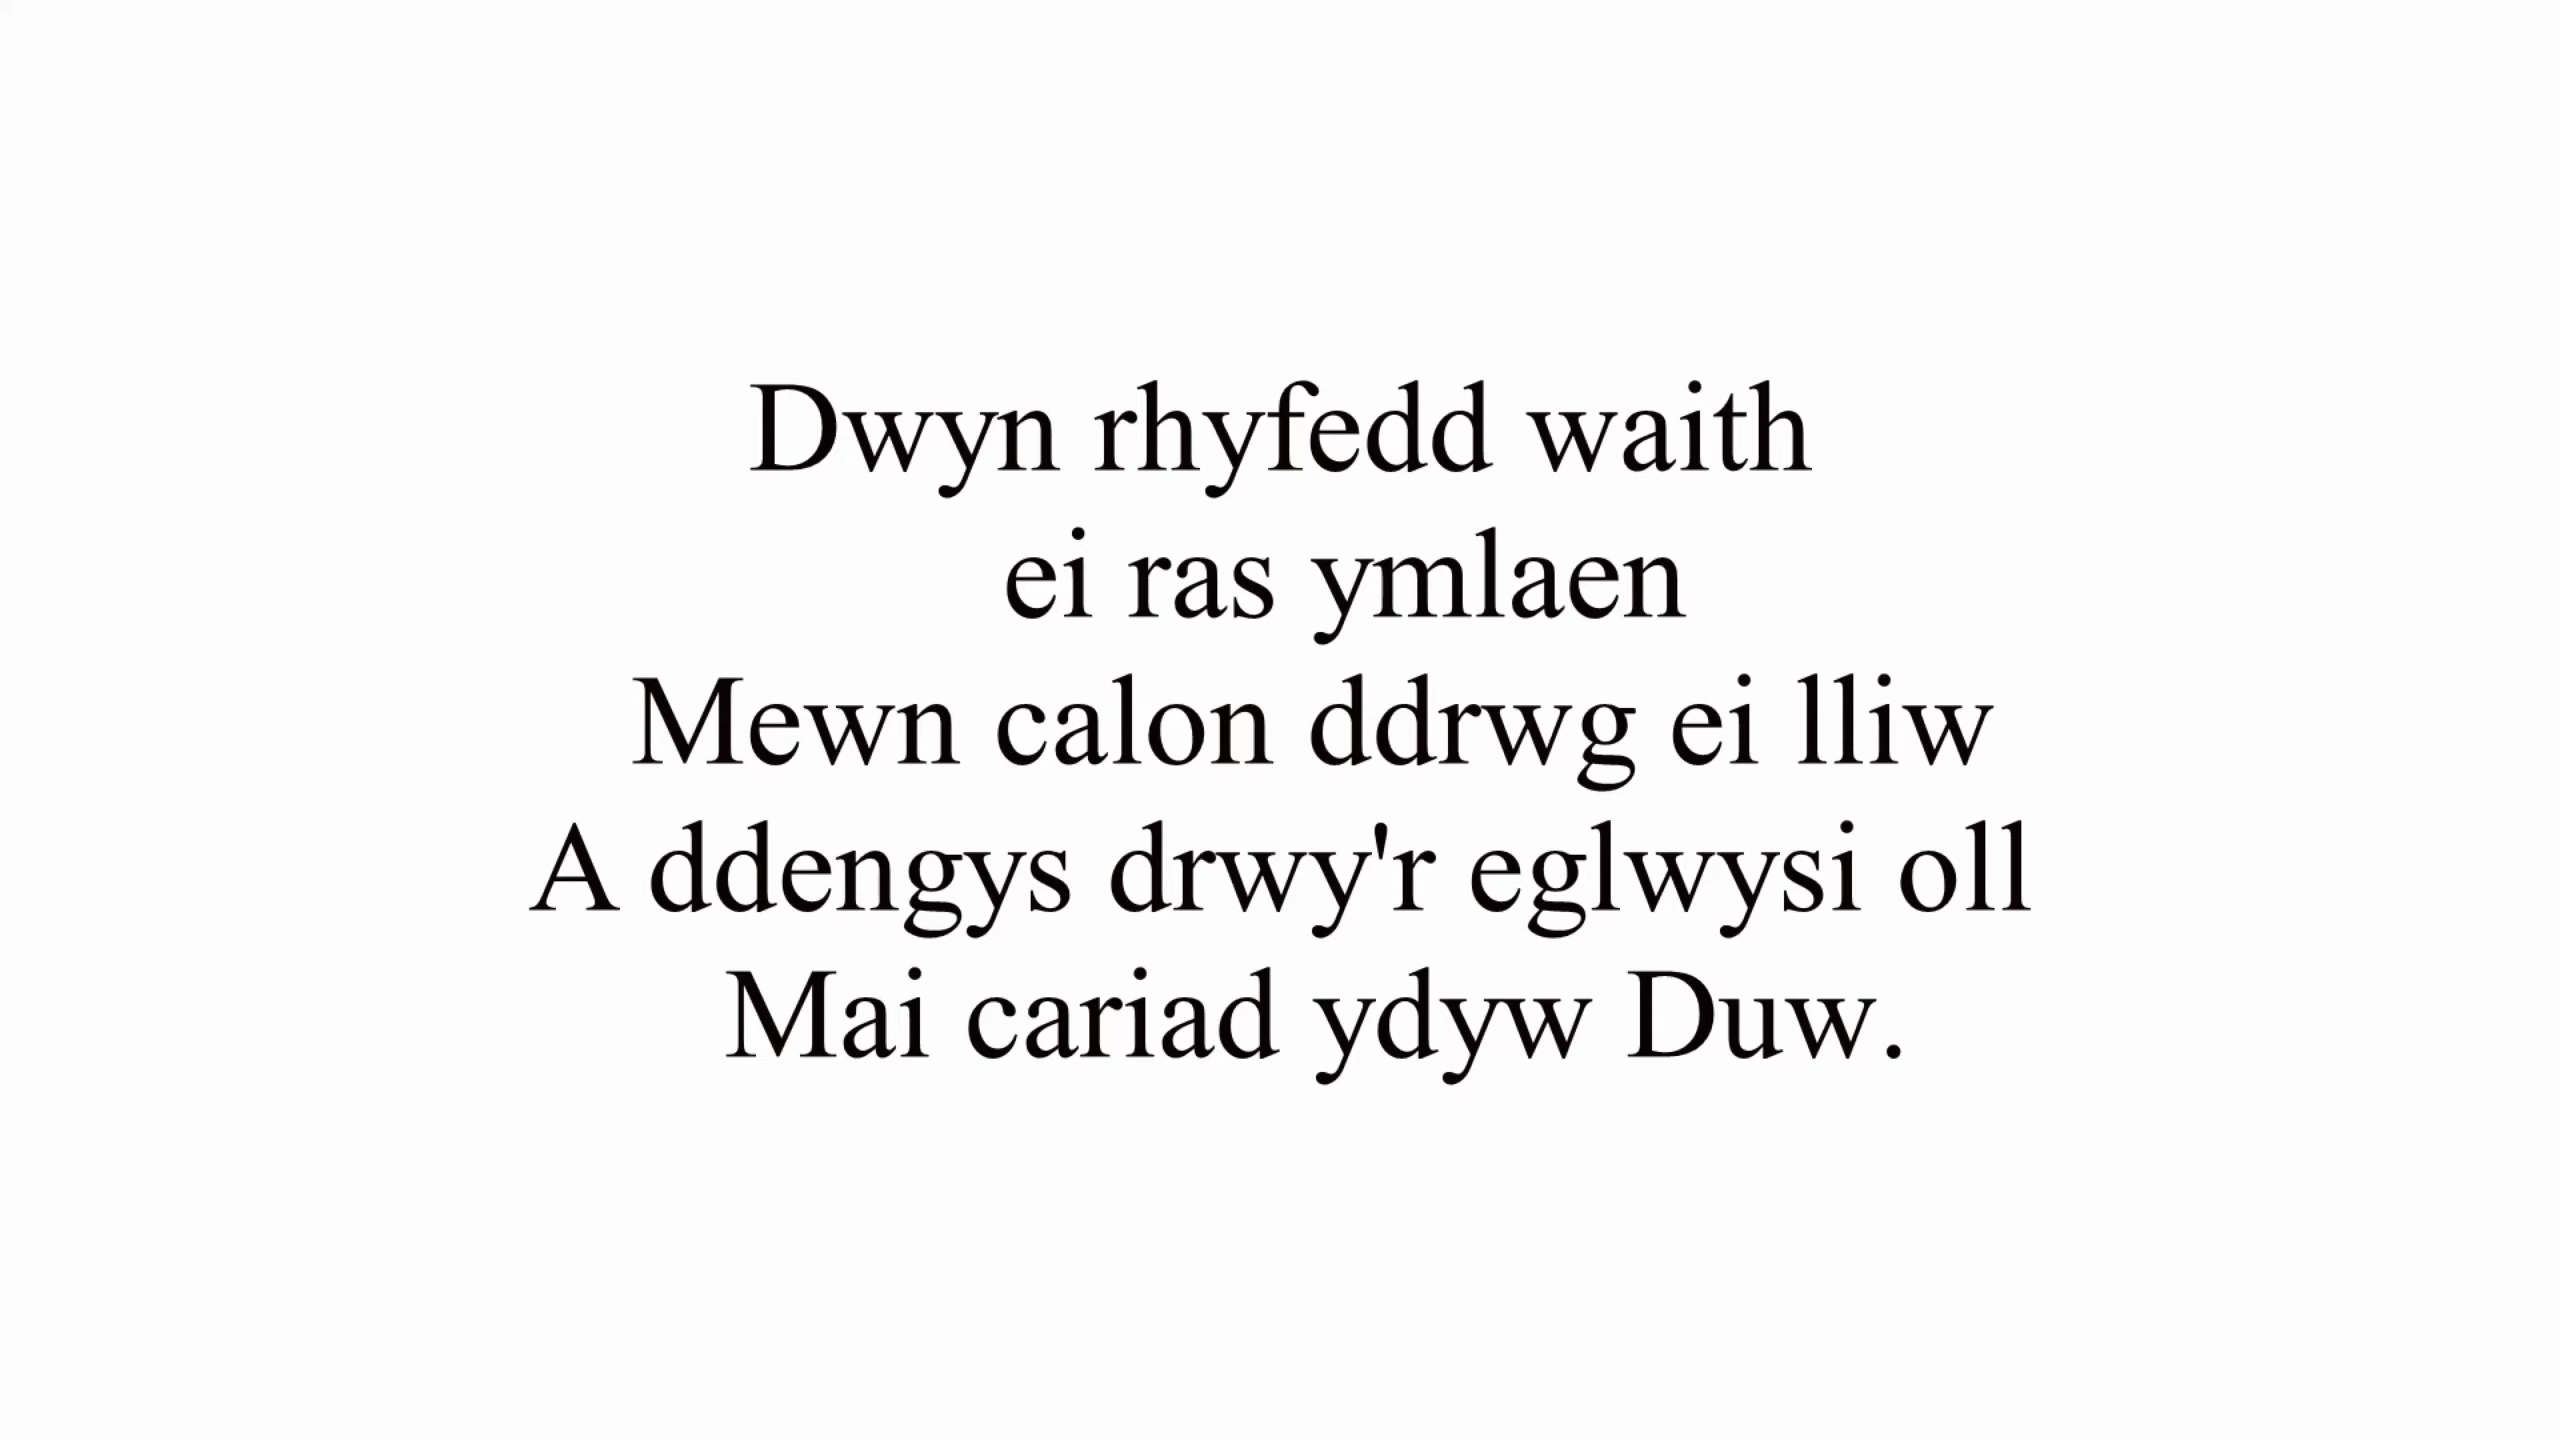 Dwyn rhyfedd waith
ei ras ymlaen
Mewn calon ddrwg ei lliw
A ddengys drwy'r eglwysi oll
Mai cariad ydyw Duw.